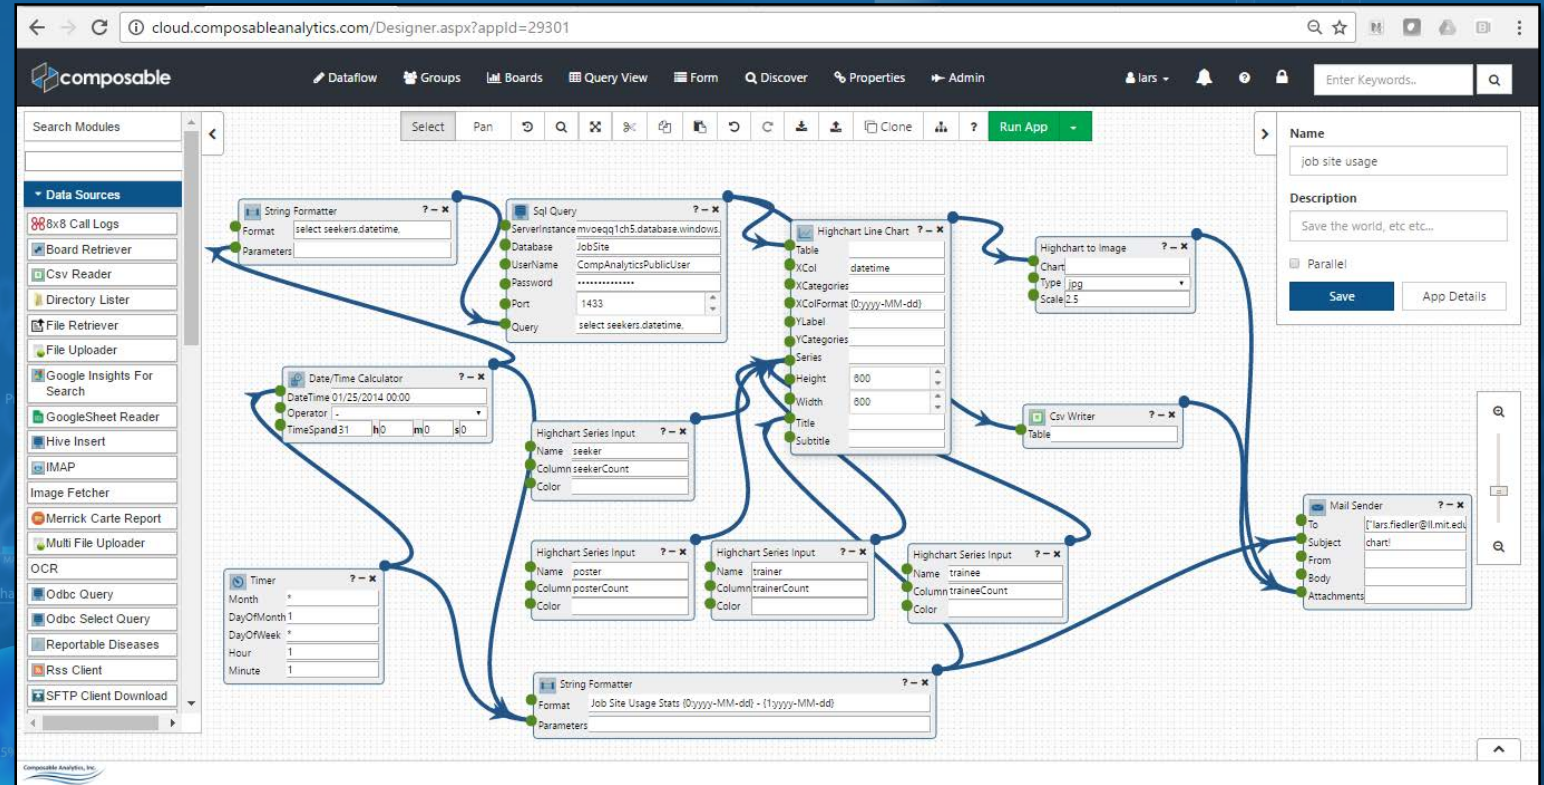 cloud.composableanalytics.com/Designer.aspx?appId=29301
composable
Dataflow Groups Boards Query View Form Discover Properties Admin lars Enter Keywords..
Search Modules
Data Sources
8x8 Call Logs
Board Retriever
Csv Reader
Directory Lister
File Retriever
File Uploader
Google Insights For
Search
GoogleSheet Reader
Hive Insert
IMAP
Image Fetcher
Merrick Carte Report
Multi File Uploader
OCR
Odbc Query
Odbc Select Query
Reportable Diseases
Rss Client
SFTP Client Download
Select Pan Clone ? Run App
Name
job site usage
Description
Save the world, etc etc...
Parallel
Save App Details
String Formatter ? – ×
Format select seekers.datetime,
Parameters
Sql Query ? – ×
ServerInstance mvoeqq1ch5.database.windows.
Database JobSite
UserName CompAnalyticsPublicUser
Password ••••••••••••••
Port 1433
Query select seekers.datetime,
Highchart Line Chart ? – ×
Table
XCol datetime
XCategories
XColFormat {0:yyyy-MM-dd}
YLabel
YCategories
Series
Height 600
Width 800
Title
Subtitle
Highchart to Image ? – ×
Chart
Type jpg
Scale 2.5
Date/Time Calculator ? – ×
DateTime 01/25/2014 00:00
Operator -
TimeSpan d 31 h 0 m 0 s 0
Highchart Series Input ? – ×
Name seeker
Column seekerCount
Color
Csv Writer ? – ×
Table
Mail Sender ? – ×
To ["lars.fiedler@ll.mit.edu
Subject chart!
From
Body
Attachments
Highchart Series Input ? – ×
Name poster
Column posterCount
Color
Highchart Series Input ? – ×
Name trainer
Column trainerCount
Color
Highchart Series Input ? – ×
Name trainee
Column traineeCount
Color
Timer ? – ×
Month *
DayOfMonth 1
DayOfWeek *
Hour 1
Minute 1
String Formatter ? – ×
Format Job Site Usage Stats {0:yyyy-MM-dd} - {1:yyyy-MM-dd}
Parameters
Composable Analytics, Inc.